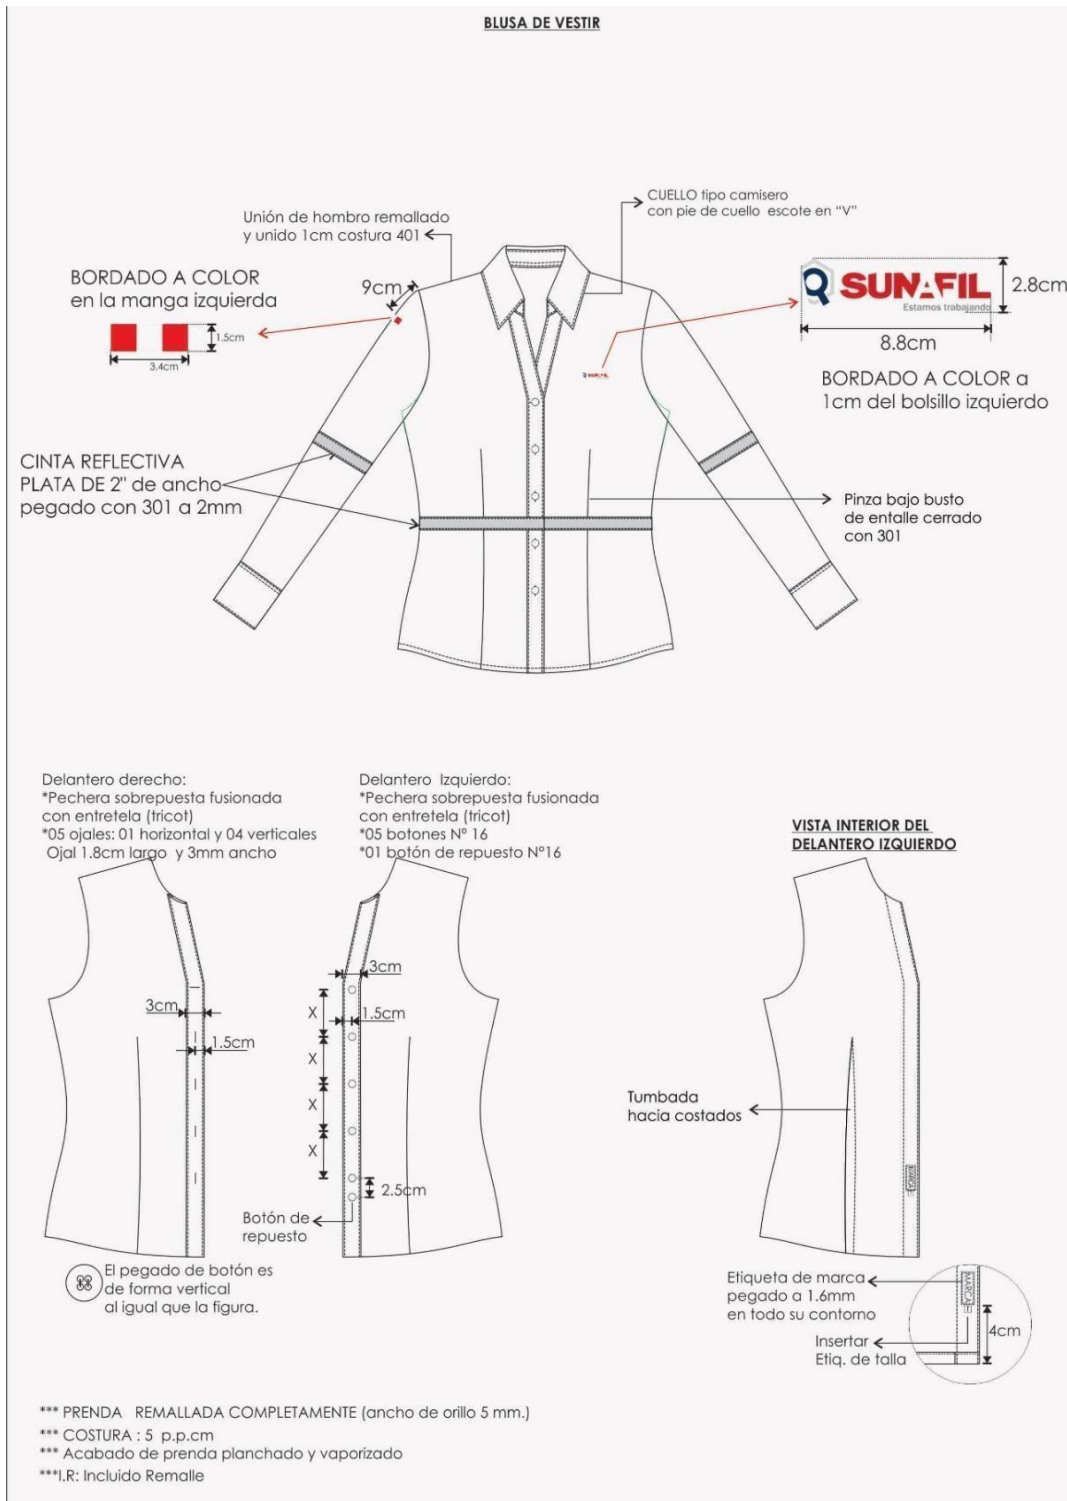 BLUSA DE VESTIR
Unión de hombro remallado
y unido 1cm costura 401
CUELLO tipo camisero
con pie de cuello escote en “V”
BORDADO A COLOR
en la manga izquierda
1.5cm
3.4cm
9cm
SUNAFIL
Estamos trabajando
2.8cm
8.8cm
BORDADO A COLOR a
1cm del bolsillo izquierdo
SUNAFIL
CINTA REFLECTIVA
PLATA DE 2" de ancho
pegado con 301 a 2mm
Pinza bajo busto
de entalle cerrado
con 301
Delantero derecho:
*Pechera sobrepuesta fusionada
con entretela (tricot)
*05 ojales: 01 horizontal y 04 verticales
Ojal 1.8cm largo y 3mm ancho
Delantero Izquierdo:
*Pechera sobrepuesta fusionada
con entretela (tricot)
*05 botones Nº 16
*01 botón de repuesto Nº16
VISTA INTERIOR DEL
DELANTERO IZQUIERDO
3cm
1.5cm
3cm
1.5cm
X
X
X
X
2.5cm
Botón de
repuesto
Tumbada
hacia costados
MARCA
El pegado de botón es
de forma vertical
al igual que la figura.
Etiqueta de marca
pegado a 1.6mm
en todo su contorno
Insertar
Etiq. de talla
MARCA
4cm
*** PRENDA REMALLADA COMPLETAMENTE (ancho de orillo 5 mm.)
*** COSTURA : 5 p.p.cm
*** Acabado de prenda planchado y vaporizado
***I.R: Incluido Remalle